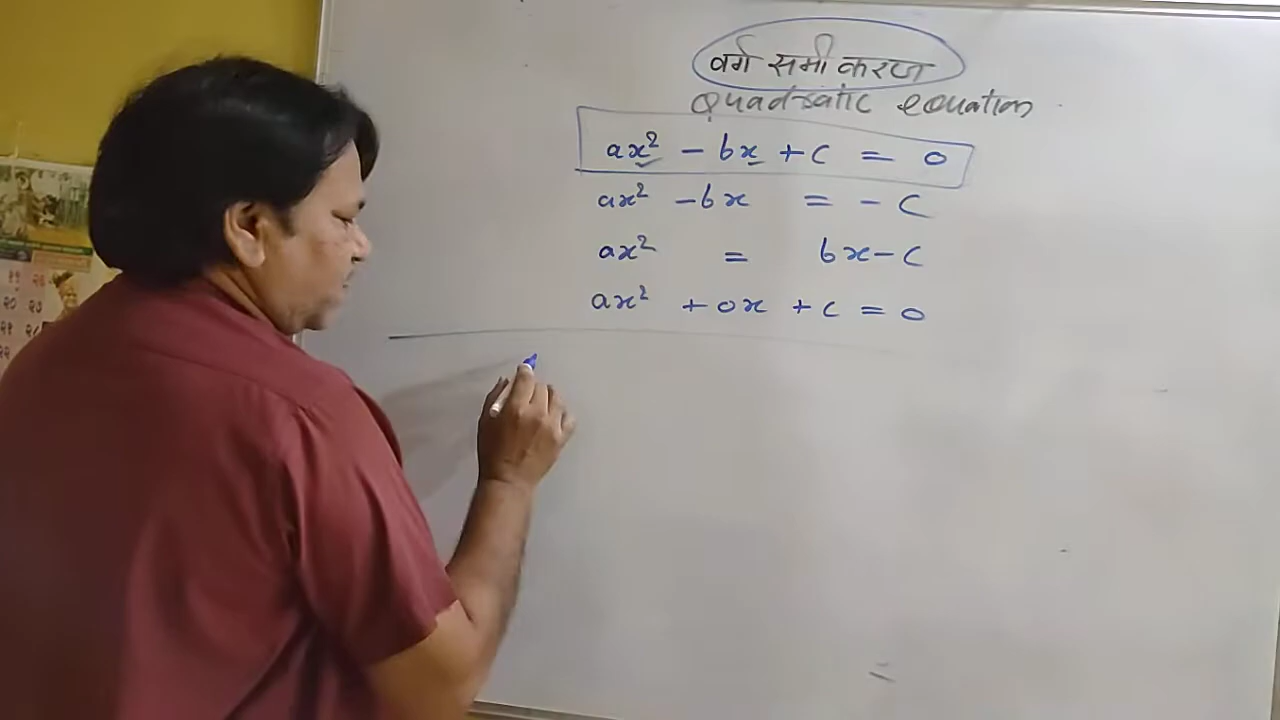 वर्ग समीकरण
Quadratic equation
ax² - bx + c = 0
ax² - bx = - c
ax² = bx - c
ax² + 0x + c = 0